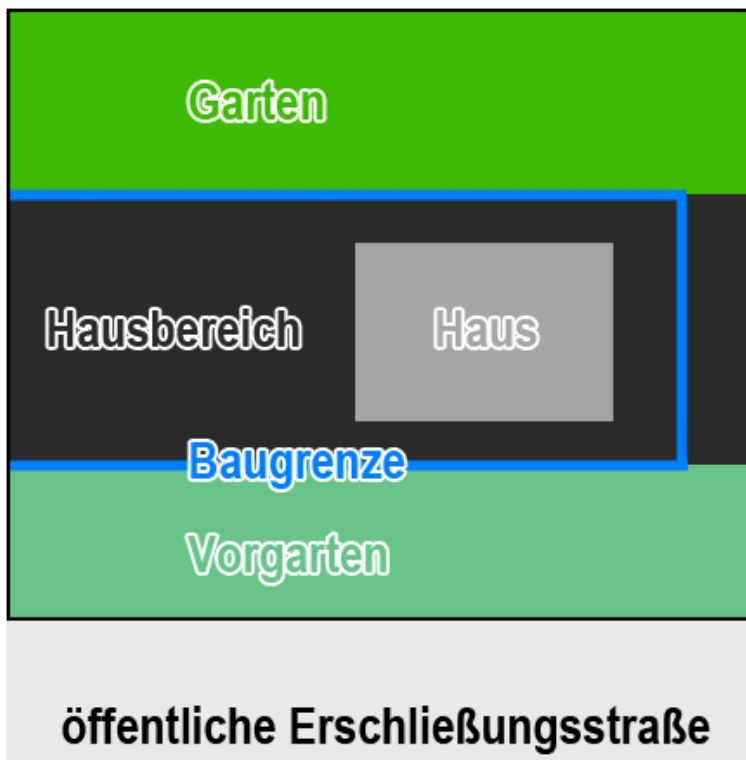 Garten
Hausbereich
Haus
Baugrenze
Vorgarten
öffentliche Erschließungsstraße